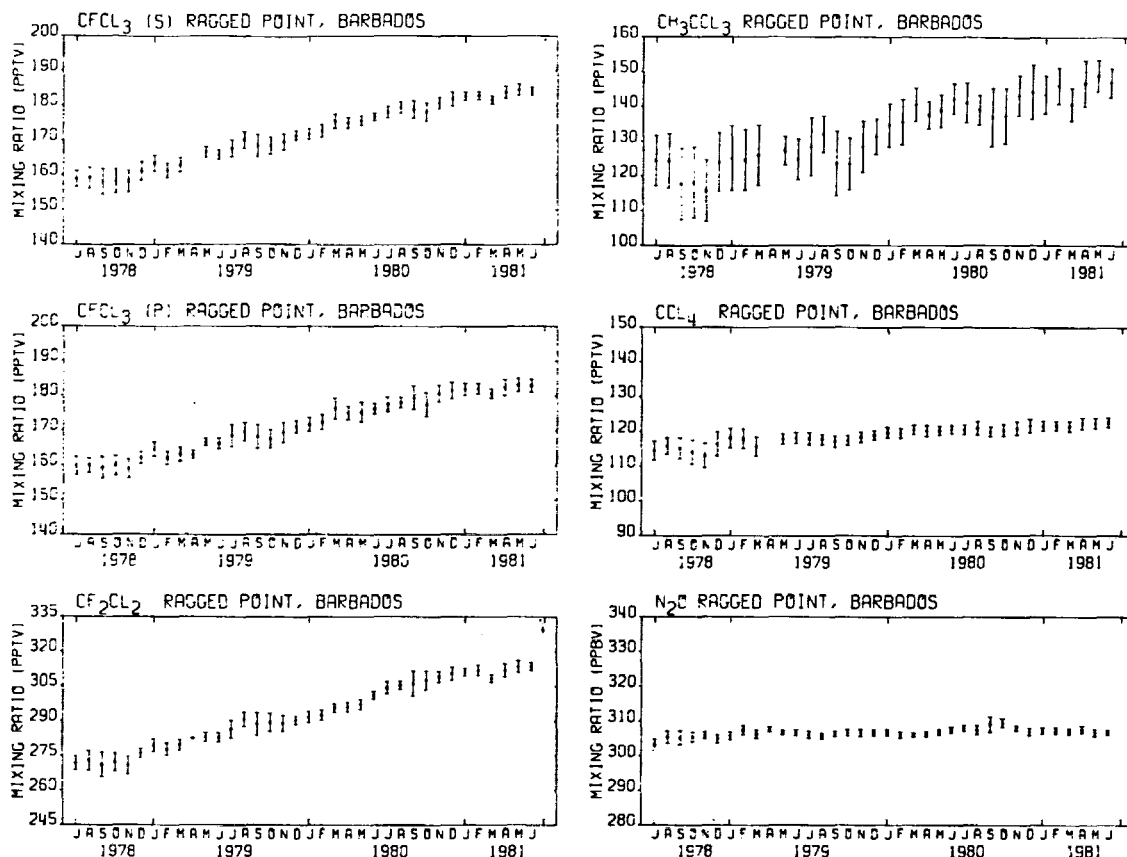 CFCL3 (S) RAGGED POINT, BARBADOS
MIXING RATIO (PPTV)
200
190
180
170
160
150
140
J A S O N D J F M A M J J A S O N D J F M A M J J A S O N D J F M A M J
1978 1979 1980 1981
CH3CCL3 RAGGED POINT, BARBADOS
MIXING RATIO (PPTV)
160
150
140
130
120
110
100
J A S O N D J F M A M J J A S O N D J F M A M J J A S O N D J F M A M J
1978 1979 1980 1981
CFCL3 (P) RAGGED POINT, BARBADOS
MIXING RATIO (PPTV)
200
190
180
170
160
150
140
J A S O N D J F M A M J J A S O N D J F M A M J J A S O N D J F M A M J
1978 1979 1980 1981
CCL4 RAGGED POINT, BARBADOS
MIXING RATIO (PPTV)
150
140
130
120
110
100
90
J A S O N D J F M A M J J A S O N D J F M A M J J A S O N D J F M A M J
1978 1979 1980 1981
CF2CL2 RAGGED POINT, BARBADOS
MIXING RATIO (PPTV)
335
320
305
290
275
260
245
J A S O N D J F M A M J J A S O N D J F M A M J J A S O N D J F M A M J
1978 1979 1980 1981
N2O RAGGED POINT, BARBADOS
MIXING RATIO (PPBV)
340
330
320
310
300
290
280
J A S O N D J F M A M J J A S O N D J F M A M J J A S O N D J F M A M J
1978 1979 1980 1981